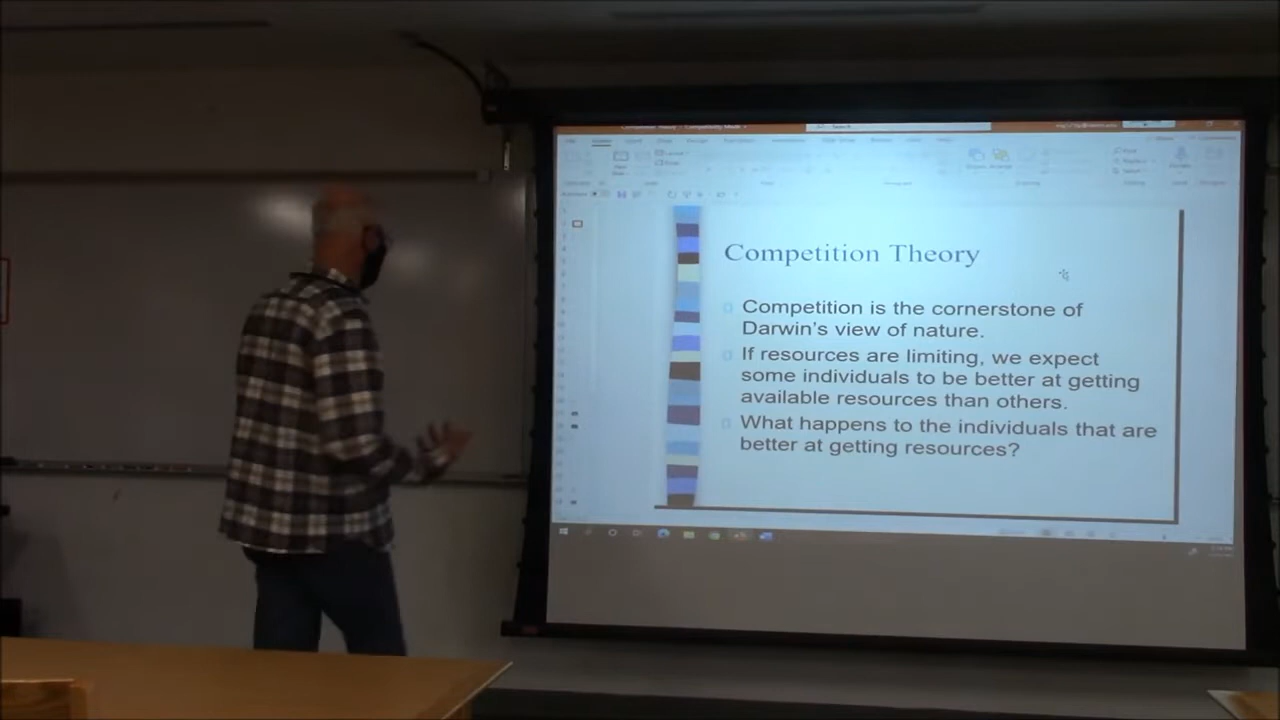 Competition Theory
Competition is the cornerstone of
Darwin's view of nature.
If resources are limiting, we expect
some individuals to be better at getting
available resources than others.
What happens to the individuals that are
better at getting resources?